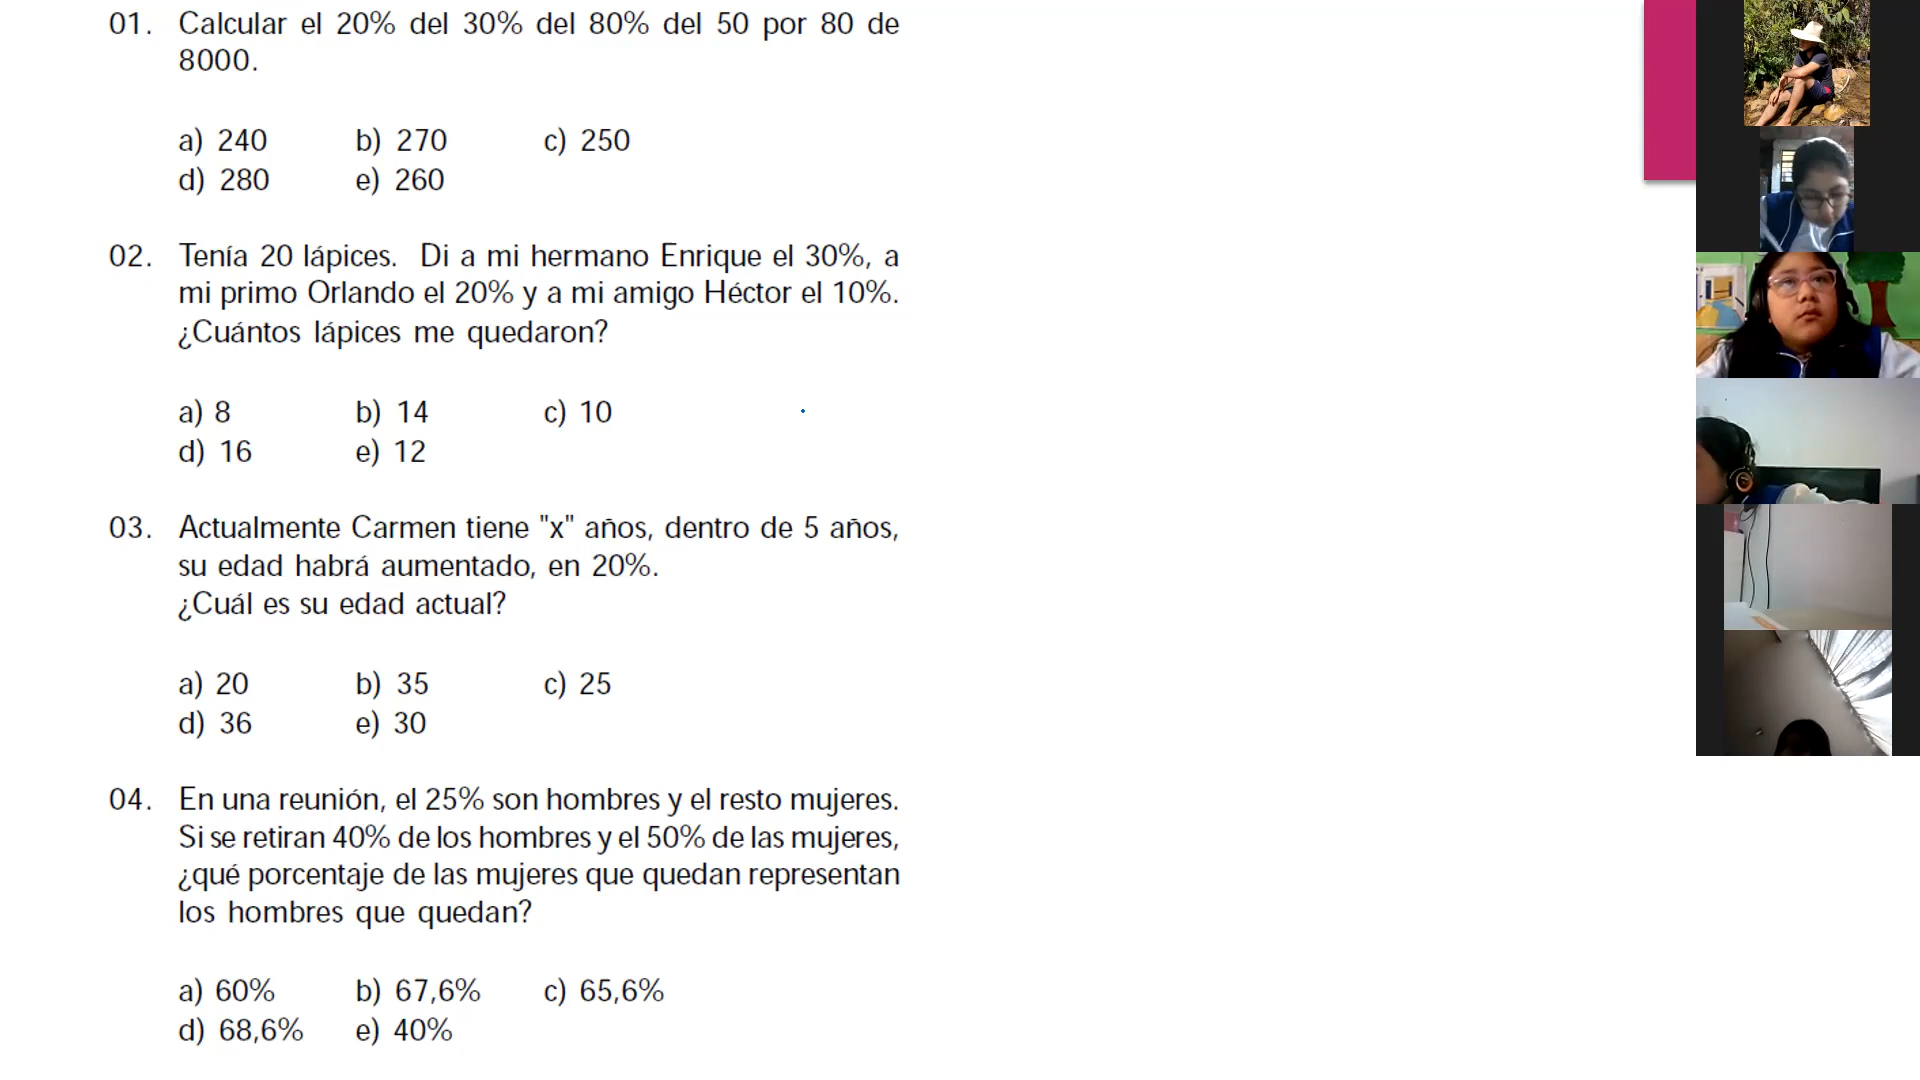 01. Calcular el 20% del 30% del 80% del 50 por 80 de
8000.
a) 240 b) 270 c) 250
d) 280 e) 260
02. Tenía 20 lápices. Di a mi hermano Enrique el 30%, a
mi primo Orlando el 20% y a mi amigo Héctor el 10%.
¿Cuántos lápices me quedaron?
a) 8 b) 14 c) 10
d) 16 e) 12
03. Actualmente Carmen tiene "x" años, dentro de 5 años,
su edad habrá aumentado, en 20%.
¿Cuál es su edad actual?
a) 20 b) 35 c) 25
d) 36 e) 30
04. En una reunión, el 25% son hombres y el resto mujeres.
Si se retiran 40% de los hombres y el 50% de las mujeres,
¿qué porcentaje de las mujeres que quedan representan
los hombres que quedan?
a) 60% b) 67,6% c) 65,6%
d) 68,6% e) 40%